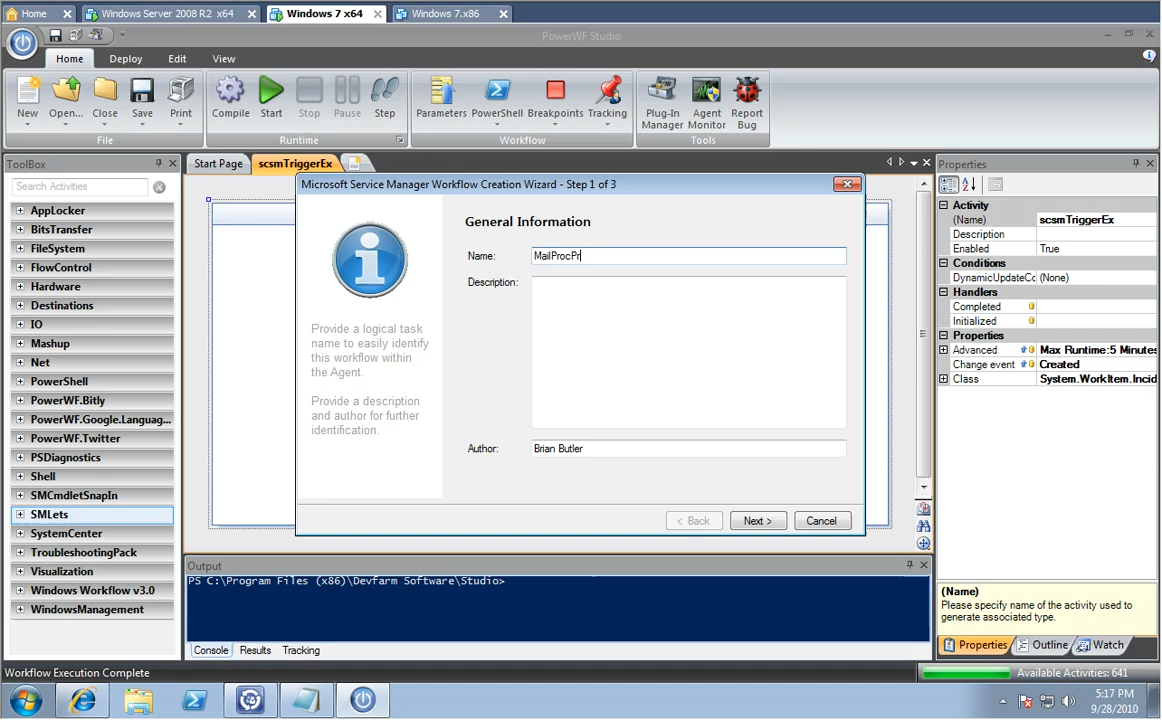 Home
Windows Server 2008 R2 x64
Windows 7 x64
Windows 7.x86
PowerWF Studio
Home
Deploy
Edit
View
New
Open...
Close
Save
Print
File
Compile
Start
Stop
Pause
Step
Runtime
Parameters
PowerShell
Breakpoints
Tracking
Workflow
Plug-In Manager
Agent Monitor
Report Bug
Tools
ToolBox
Search Activities
AppLocker
BitsTransfer
FileSystem
FlowControl
Hardware
Destinations
IO
Mashup
Net
PowerShell
PowerWF.Bitly
PowerWF.Google.Languag...
PowerWF.Twitter
PSDiagnostics
Shell
SMCmdletSnapIn
SMLets
SystemCenter
TroubleshootingPack
Visualization
Windows Workflow v3.0
WindowsManagement
Start Page
scsmTriggerEx
Microsoft Service Manager Workflow Creation Wizard - Step 1 of 3
Provide a logical task
name to easily identify
this workflow within
the Agent.
Provide a description
and author for further
identification.
General Information
Name:
MailProcPr
Description:
Author:
Brian Butler
< Back
Next >
Cancel
Output
PS C:\Program Files (x86)\Devfarm Software\Studio>
Console
Results
Tracking
Properties
Activity
(Name) scsmTriggerEx
Description
Enabled True
Conditions
DynamicUpdateCc (None)
Handlers
Completed
Initialized
Properties
Advanced Max Runtime:5 Minutes
Change event Created
Class System.WorkItem.Incid
(Name)
Please specify name of the activity used to
generate associated type.
Properties
Outline
Watch
Workflow Execution Complete
Available Activities: 641
5:17 PM
9/28/2010